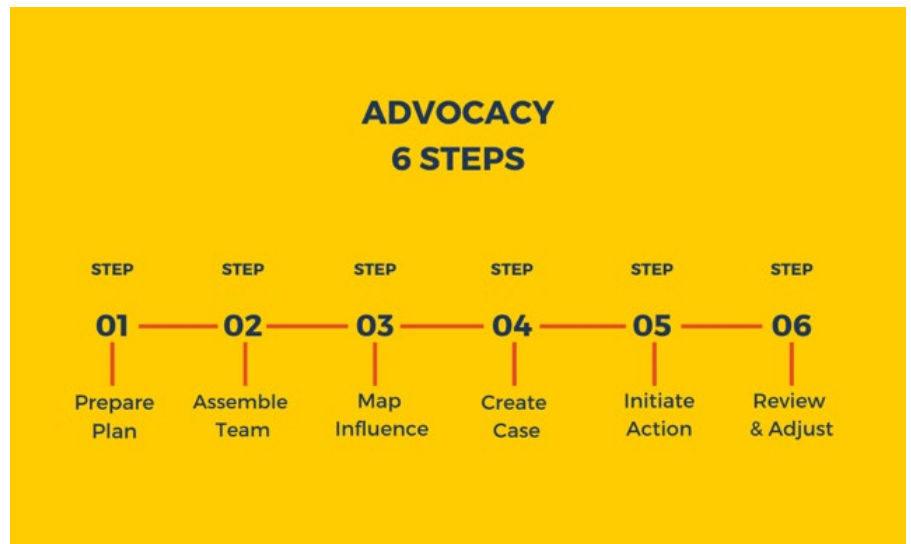 ADVOCACY
6 STEPS
STEP
01
Prepare
Plan
STEP
02
Assemble
Team
STEP
03
Map
Influence
STEP
04
Create
Case
STEP
05
Initiate
Action
STEP
06
Review
& Adjust